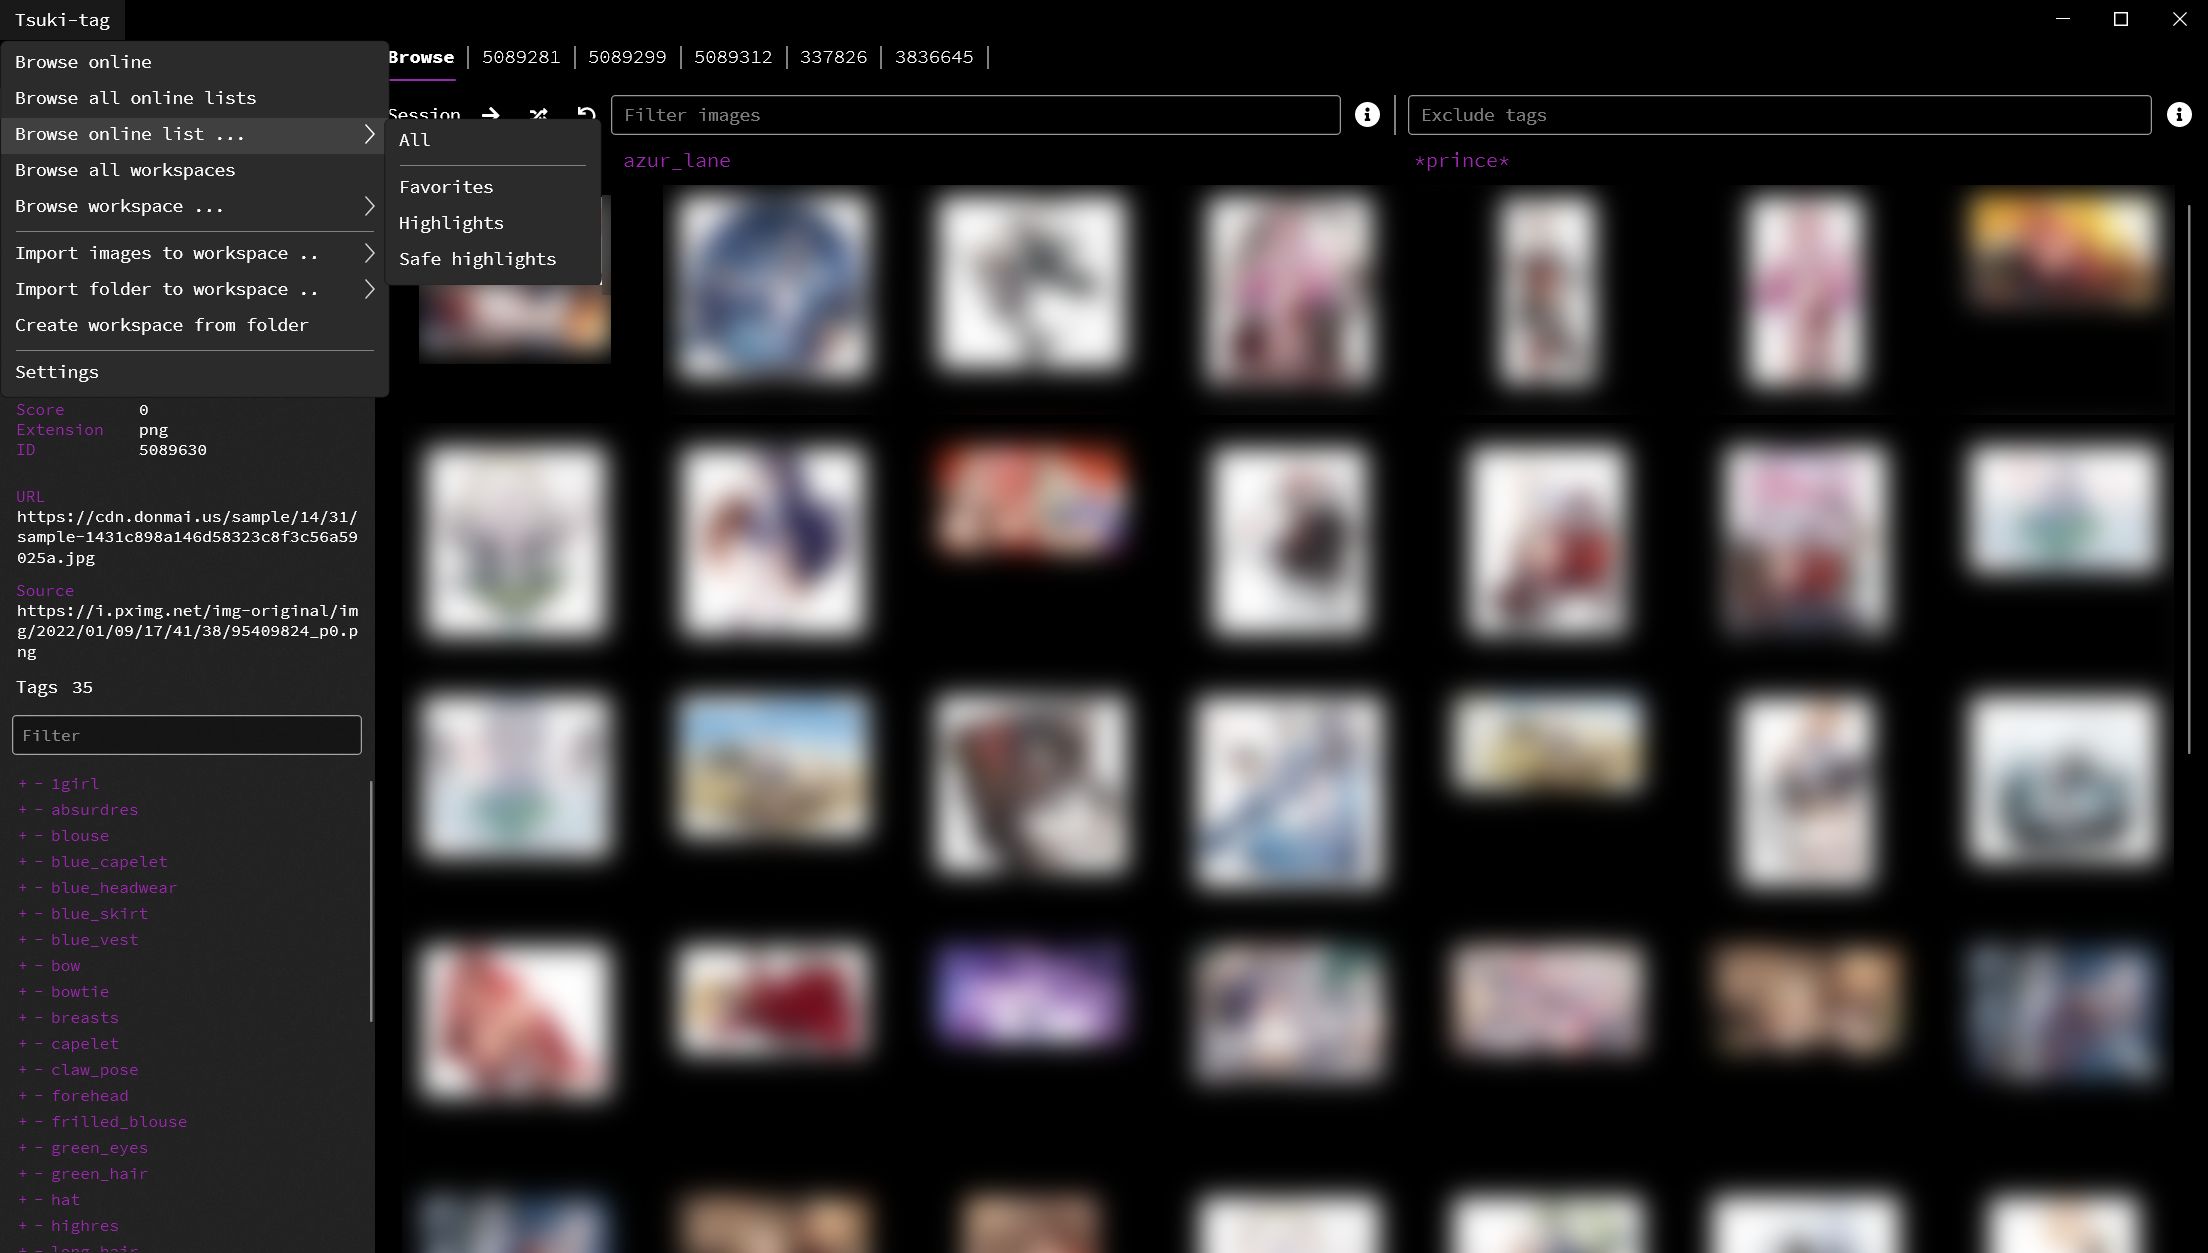 Tsuki-tag
Browse online
Browse all online lists
Browse online list ...
Browse all workspaces
Browse workspace ...
Import images to workspace ..
Import folder to workspace ..
Create workspace from folder
Settings
All
Favorites
Highlights
Safe highlights
Browse | 5089281 | 5089299 | 5089312 | 337826 | 3836645 |
Session
Filter images
Exclude tags
azur_lane
*prince*
Score 0
Extension png
ID 5089630
URL
https://cdn.donmai.us/sample/14/31/
sample-1431c898a146d58323c8f3c56a59
025a.jpg
Source
https://i.pximg.net/img-original/im
g/2022/01/09/17/41/38/95409824_p0.p
ng
Tags 35
Filter
+ - 1girl
+ - absurdres
+ - blouse
+ - blue_capelet
+ - blue_headwear
+ - blue_skirt
+ - blue_vest
+ - bow
+ - bowtie
+ - breasts
+ - capelet
+ - claw_pose
+ - forehead
+ - frilled_blouse
+ - green_eyes
+ - green_hair
+ - hat
+ - highres
+ - long_hair